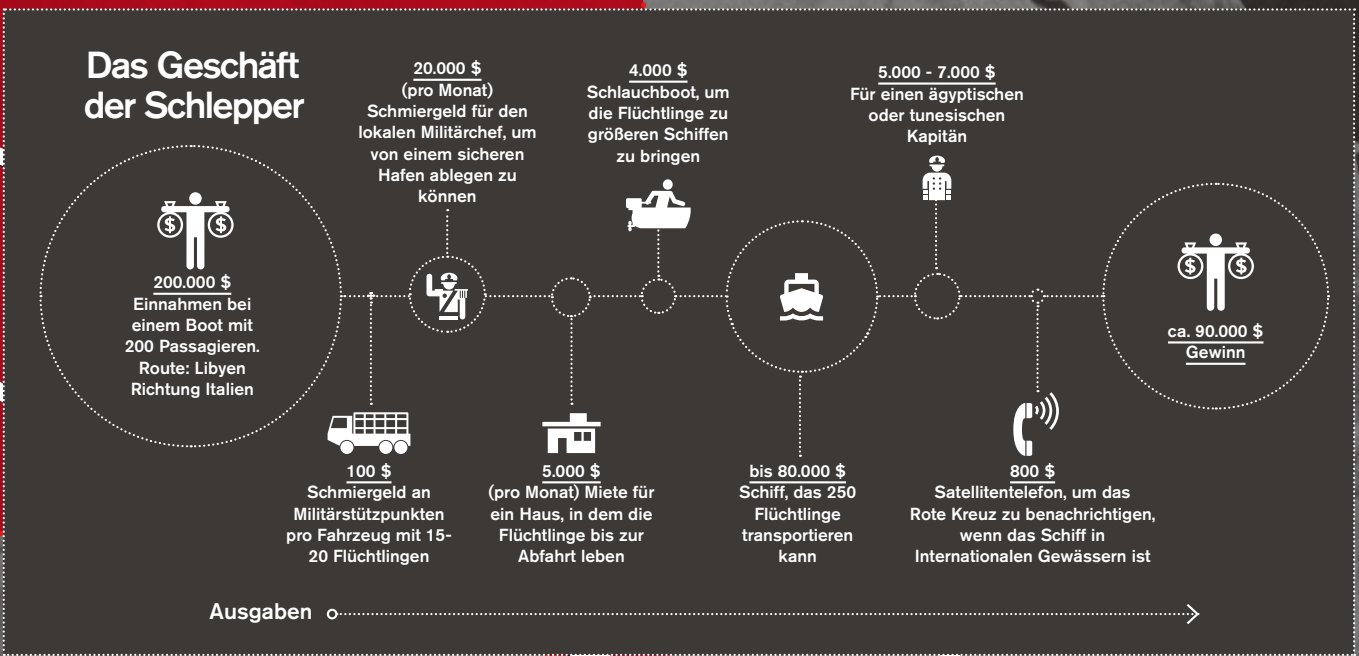 Das Geschäft
der Schlepper
200.000 $
Einnahmen bei
einem Boot mit
200 Passagieren.
Route: Libyen
Richtung Italien
100 $
Schmiergeld an
Militärstützpunkten
pro Fahrzeug mit 15-
20 Flüchtlingen
20.000 $
(pro Monat)
Schmiergeld für den
lokalen Militärchef, um
von einem sicheren
Hafen ablegen zu
können
5.000 $
(pro Monat) Miete für
ein Haus, in dem die
Flüchtlinge bis zur
Abfahrt leben
4.000 $
Schlauchboot, um
die Flüchtlinge zu
größeren Schiffen
zu bringen
bis 80.000 $
Schiff, das 250
Flüchtlinge
transportieren
kann
5.000 - 7.000 $
Für einen ägyptischen
oder tunesischen
Kapitän
800 $
Satellitentelefon, um das
Rote Kreuz zu benachrichtigen,
wenn das Schiff in
Internationalen Gewässern ist
ca. 90.000 $
Gewinn
Ausgaben
$ $
$ $